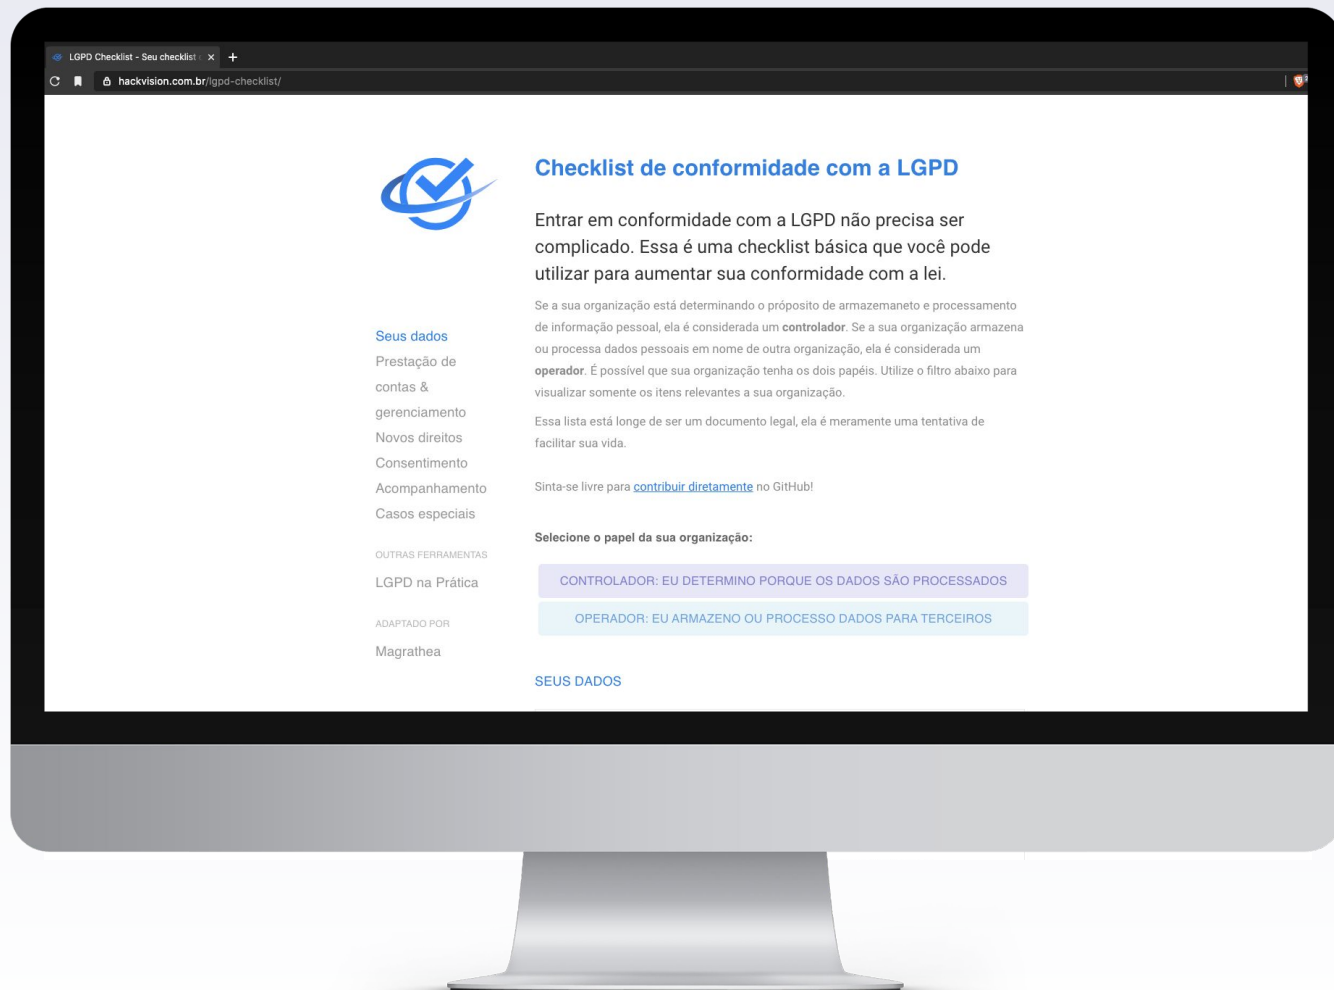 LGPD Checklist - Seu checklist
hackvision.com.br/lgpd-checklist/
Checklist de conformidade com a LGPD
Entrar em conformidade com a LGPD não precisa ser
complicado. Essa é uma checklist básica que você pode
utilizar para aumentar sua conformidade com a lei.
Se a sua organização está determinando o próposito de armazemaneto e processamento
de informação pessoal, ela é considerada um controlador. Se a sua organização armazena
ou processa dados pessoais em nome de outra organização, ela é considerada um
operador. É possível que sua organização tenha os dois papéis. Utilize o filtro abaixo para
visualizar somente os itens relevantes a sua organização.
Essa lista está longe de ser um documento legal, ela é meramente uma tentativa de
facilitar sua vida.
Sinta-se livre para contribuir diretamente no GitHub!
Selecione o papel da sua organização:
CONTROLADOR: EU DETERMINO PORQUE OS DADOS SÃO PROCESSADOS
OPERADOR: EU ARMAZENO OU PROCESSO DADOS PARA TERCEIROS
SEUS DADOS
Seus dados
Prestação de
contas &
gerenciamento
Novos direitos
Consentimento
Acompanhamento
Casos especiais
OUTRAS FERRAMENTAS
LGPD na Prática
ADAPTADO POR
Magrathea